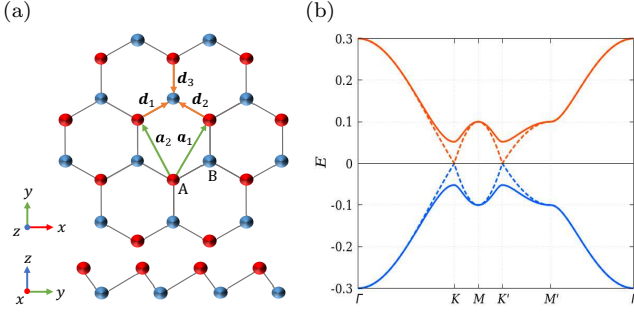 (a)
d₃
d₁
d₂
a₂
a₁
A
B
y
z
x
z
x
y
(b)
E
0.3
0.2
0.1
0
-0.1
-0.2
-0.3
Γ K M K' M'